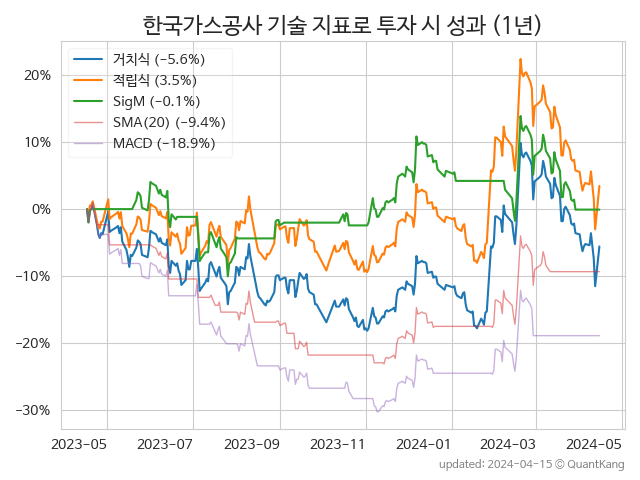 한국가스공사 기술 지표로 투자 시 성과 (1년)
거치식 (−5.6%)
적립식 (3.5%)
SigM (−0.1%)
SMA(20) (−9.4%)
MACD (−18.9%)
20%
10%
0%
−10%
−20%
−30%
2023-05 2023-07 2023-09 2023-11 2024-01 2024-03 2024-05
updated: 2024-04-15 © QuantKang